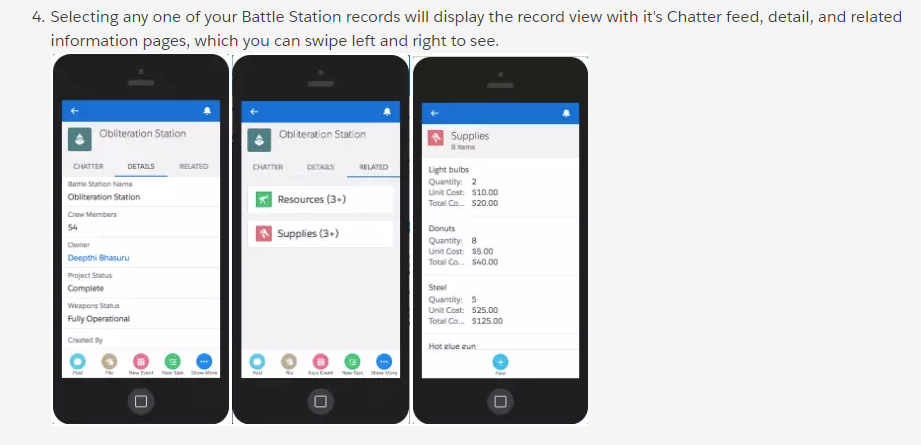 4. Selecting any one of your Battle Station records will display the record view with it's Chatter feed, detail, and related
information pages, which you can swipe left and right to see.
Obliteration Station
CHATTER DETAILS RELATED
Battle Station Name
Obliteration Station
Crew Members
54
Owner
Deepthi Bhasuru
Project Status
Complete
Weapons Status
Fully Operational
Created By
Post File New Event New Task Show More
Obliteration Station
CHATTER DETAILS RELATED
Resources (3+)
Supplies (3+)
Post File New Event New Task Show More
Supplies
8 items
Light bulbs
Quantity: 2
Unit Cost: $10.00
Total Co... $20.00
Donuts
Quantity: 8
Unit Cost: $5.00
Total Co... $40.00
Steel
Quantity: 5
Unit Cost: $25.00
Total Co... $125.00
Hot glue gun
New